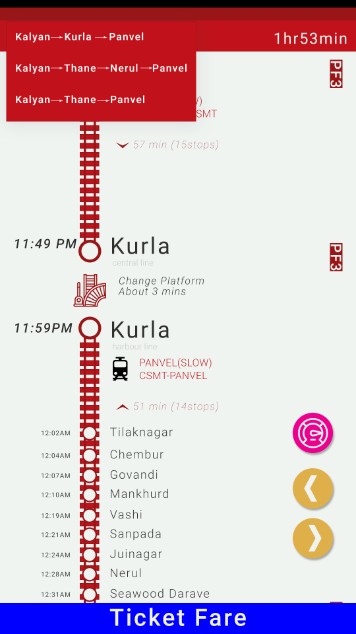 Kalyan→Kurla →Panvel
1hr53min
Kalyan→Thane→Nerul→Panvel
PF3
Kalyan→Thane→Panvel
57 min (15stops)
11:49 PM Kurla
central line
PF3
Change Platform
About 3 mins
11:59PM Kurla
harbour line
PANVEL(SLOW)
CSMT-PANVEL
51 min (14stops)
12:02AM Tilaknagar
12:04AM Chembur
12:07AM Govandi
12:10AM Mankhurd
12:19AM Vashi
12:21AM Sanpada
12:24AM Juinagar
12:28AM Nerul
12:31AM Seawood Darave
Ticket Fare